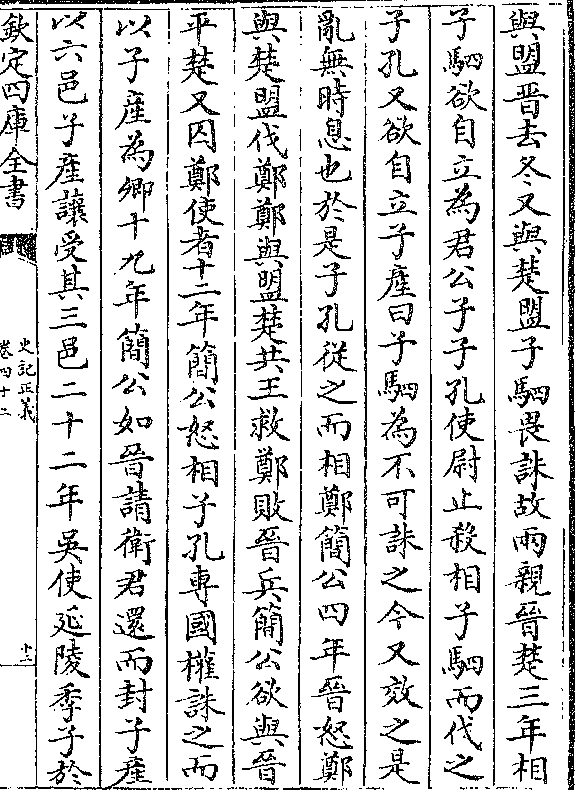 與盟晉去冬又與楚盟子駟畏誅故兩親晉楚三年相
子駟欲自立為君公子子孔使尉止殺相子駟而代之
子孔又欲自立子產曰子駟為不可誅之今又效之是
亂無時息也於是子孔從之而相鄭簡公四年晉怒鄭
與楚盟伐鄭鄭與盟楚共王救鄭敗晉兵簡公欲與晉
平楚又囚鄭使者十二年簡公怒相子孔專國權誅之而
以子產為卿十九年簡公如晉請衛君還而封子產
以六邑子產讓受其三邑二十二年吳使延陵季子於
欽定四庫全書
史記正義
卷四十二
十二